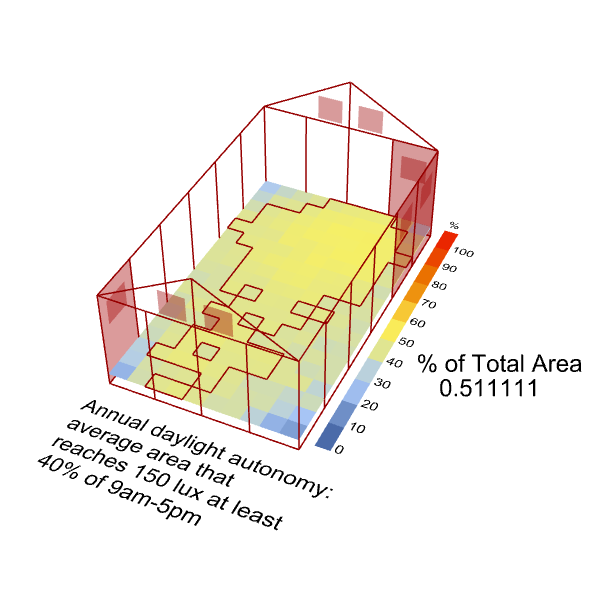 %
100
90
80
70
60
50
40
30
20
10
0
% of Total Area
0.511111
Annual daylight autonomy:
average area that
reaches 150 lux at least
40% of 9am-5pm